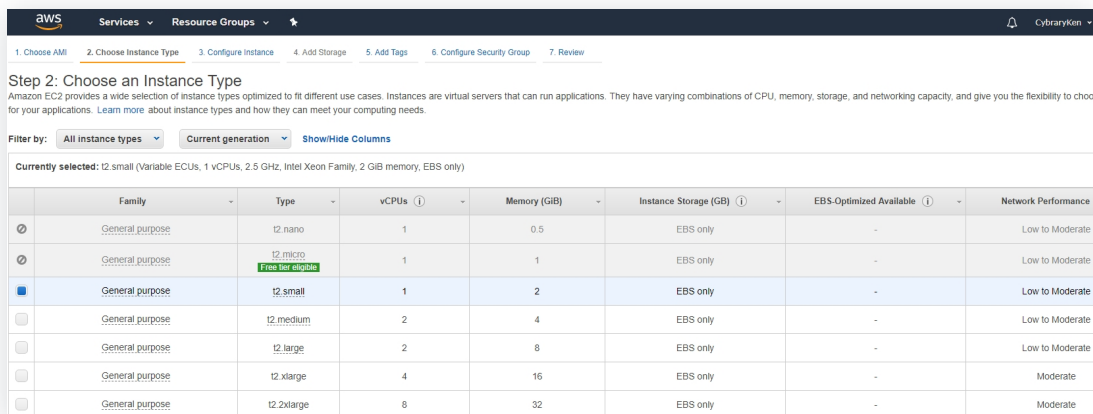 aws Services Resource Groups CybraryKen
1. Choose AMI 2. Choose Instance Type 3. Configure Instance 4. Add Storage 5. Add Tags 6. Configure Security Group 7. Review
Step 2: Choose an Instance Type
Amazon EC2 provides a wide selection of instance types optimized to fit different use cases. Instances are virtual servers that can run applications. They have varying combinations of CPU, memory, storage, and networking capacity, and give you the flexibility to choo
for your applications. Learn more about instance types and how they can meet your computing needs.
Filter by: All instance types Current generation Show/Hide Columns
Currently selected: t2.small (Variable ECUs, 1 vCPUs, 2.5 GHz, Intel Xeon Family, 2 GiB memory, EBS only)
Family Type vCPUs Memory (GiB) Instance Storage (GB) EBS-Optimized Available Network Performance
General purpose t2.nano 1 0.5 EBS only - Low to Moderate
General purpose t2.micro 1 1 EBS only - Low to Moderate
Free tier eligible
General purpose t2.small 1 2 EBS only - Low to Moderate
General purpose t2.medium 2 4 EBS only - Low to Moderate
General purpose t2.large 2 8 EBS only - Low to Moderate
General purpose t2.xlarge 4 16 EBS only - Moderate
General purpose t2.2xlarge 8 32 EBS only - Moderate